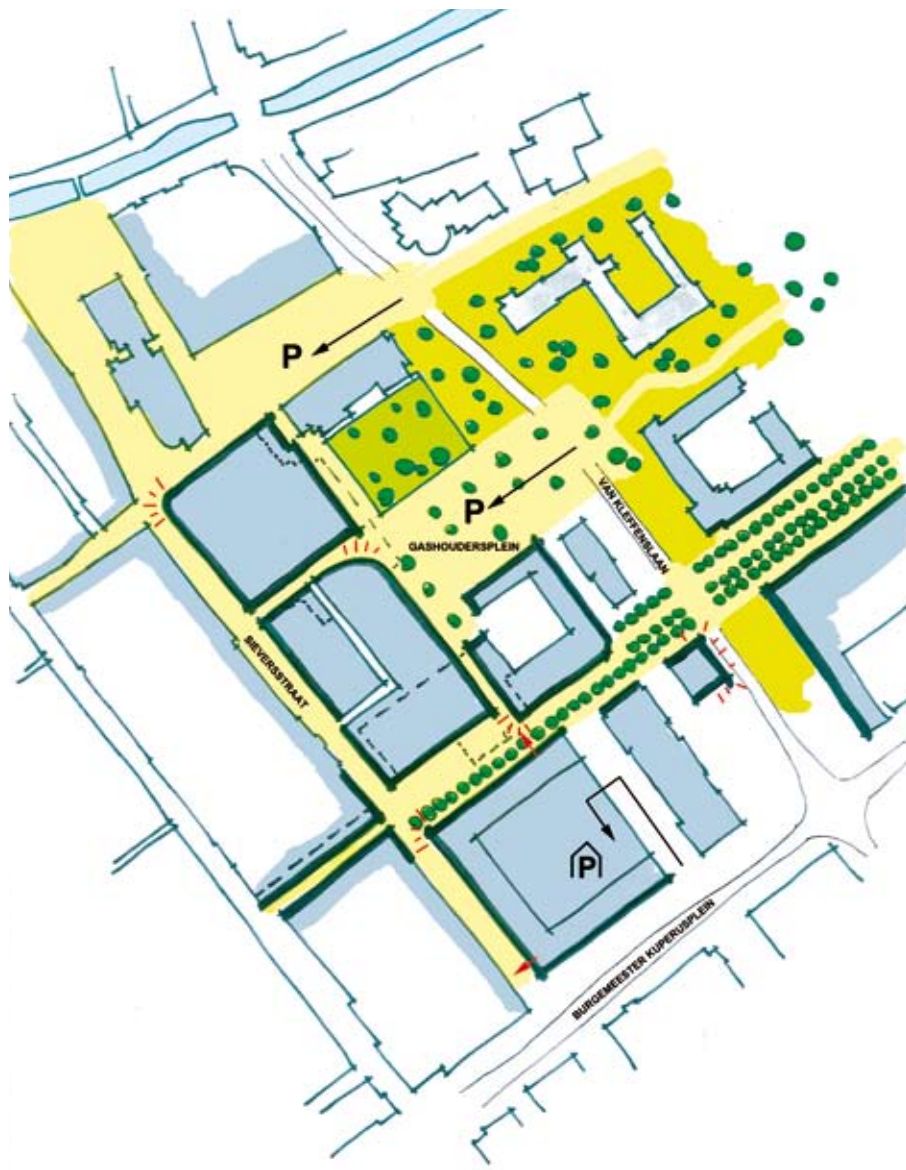 P
P
GASHOUDERSPLEIN
VAN KLEFFENSLAAN
SIEVERSSTRAAT
P
BURGEMEESTER KUPERUSPLEIN